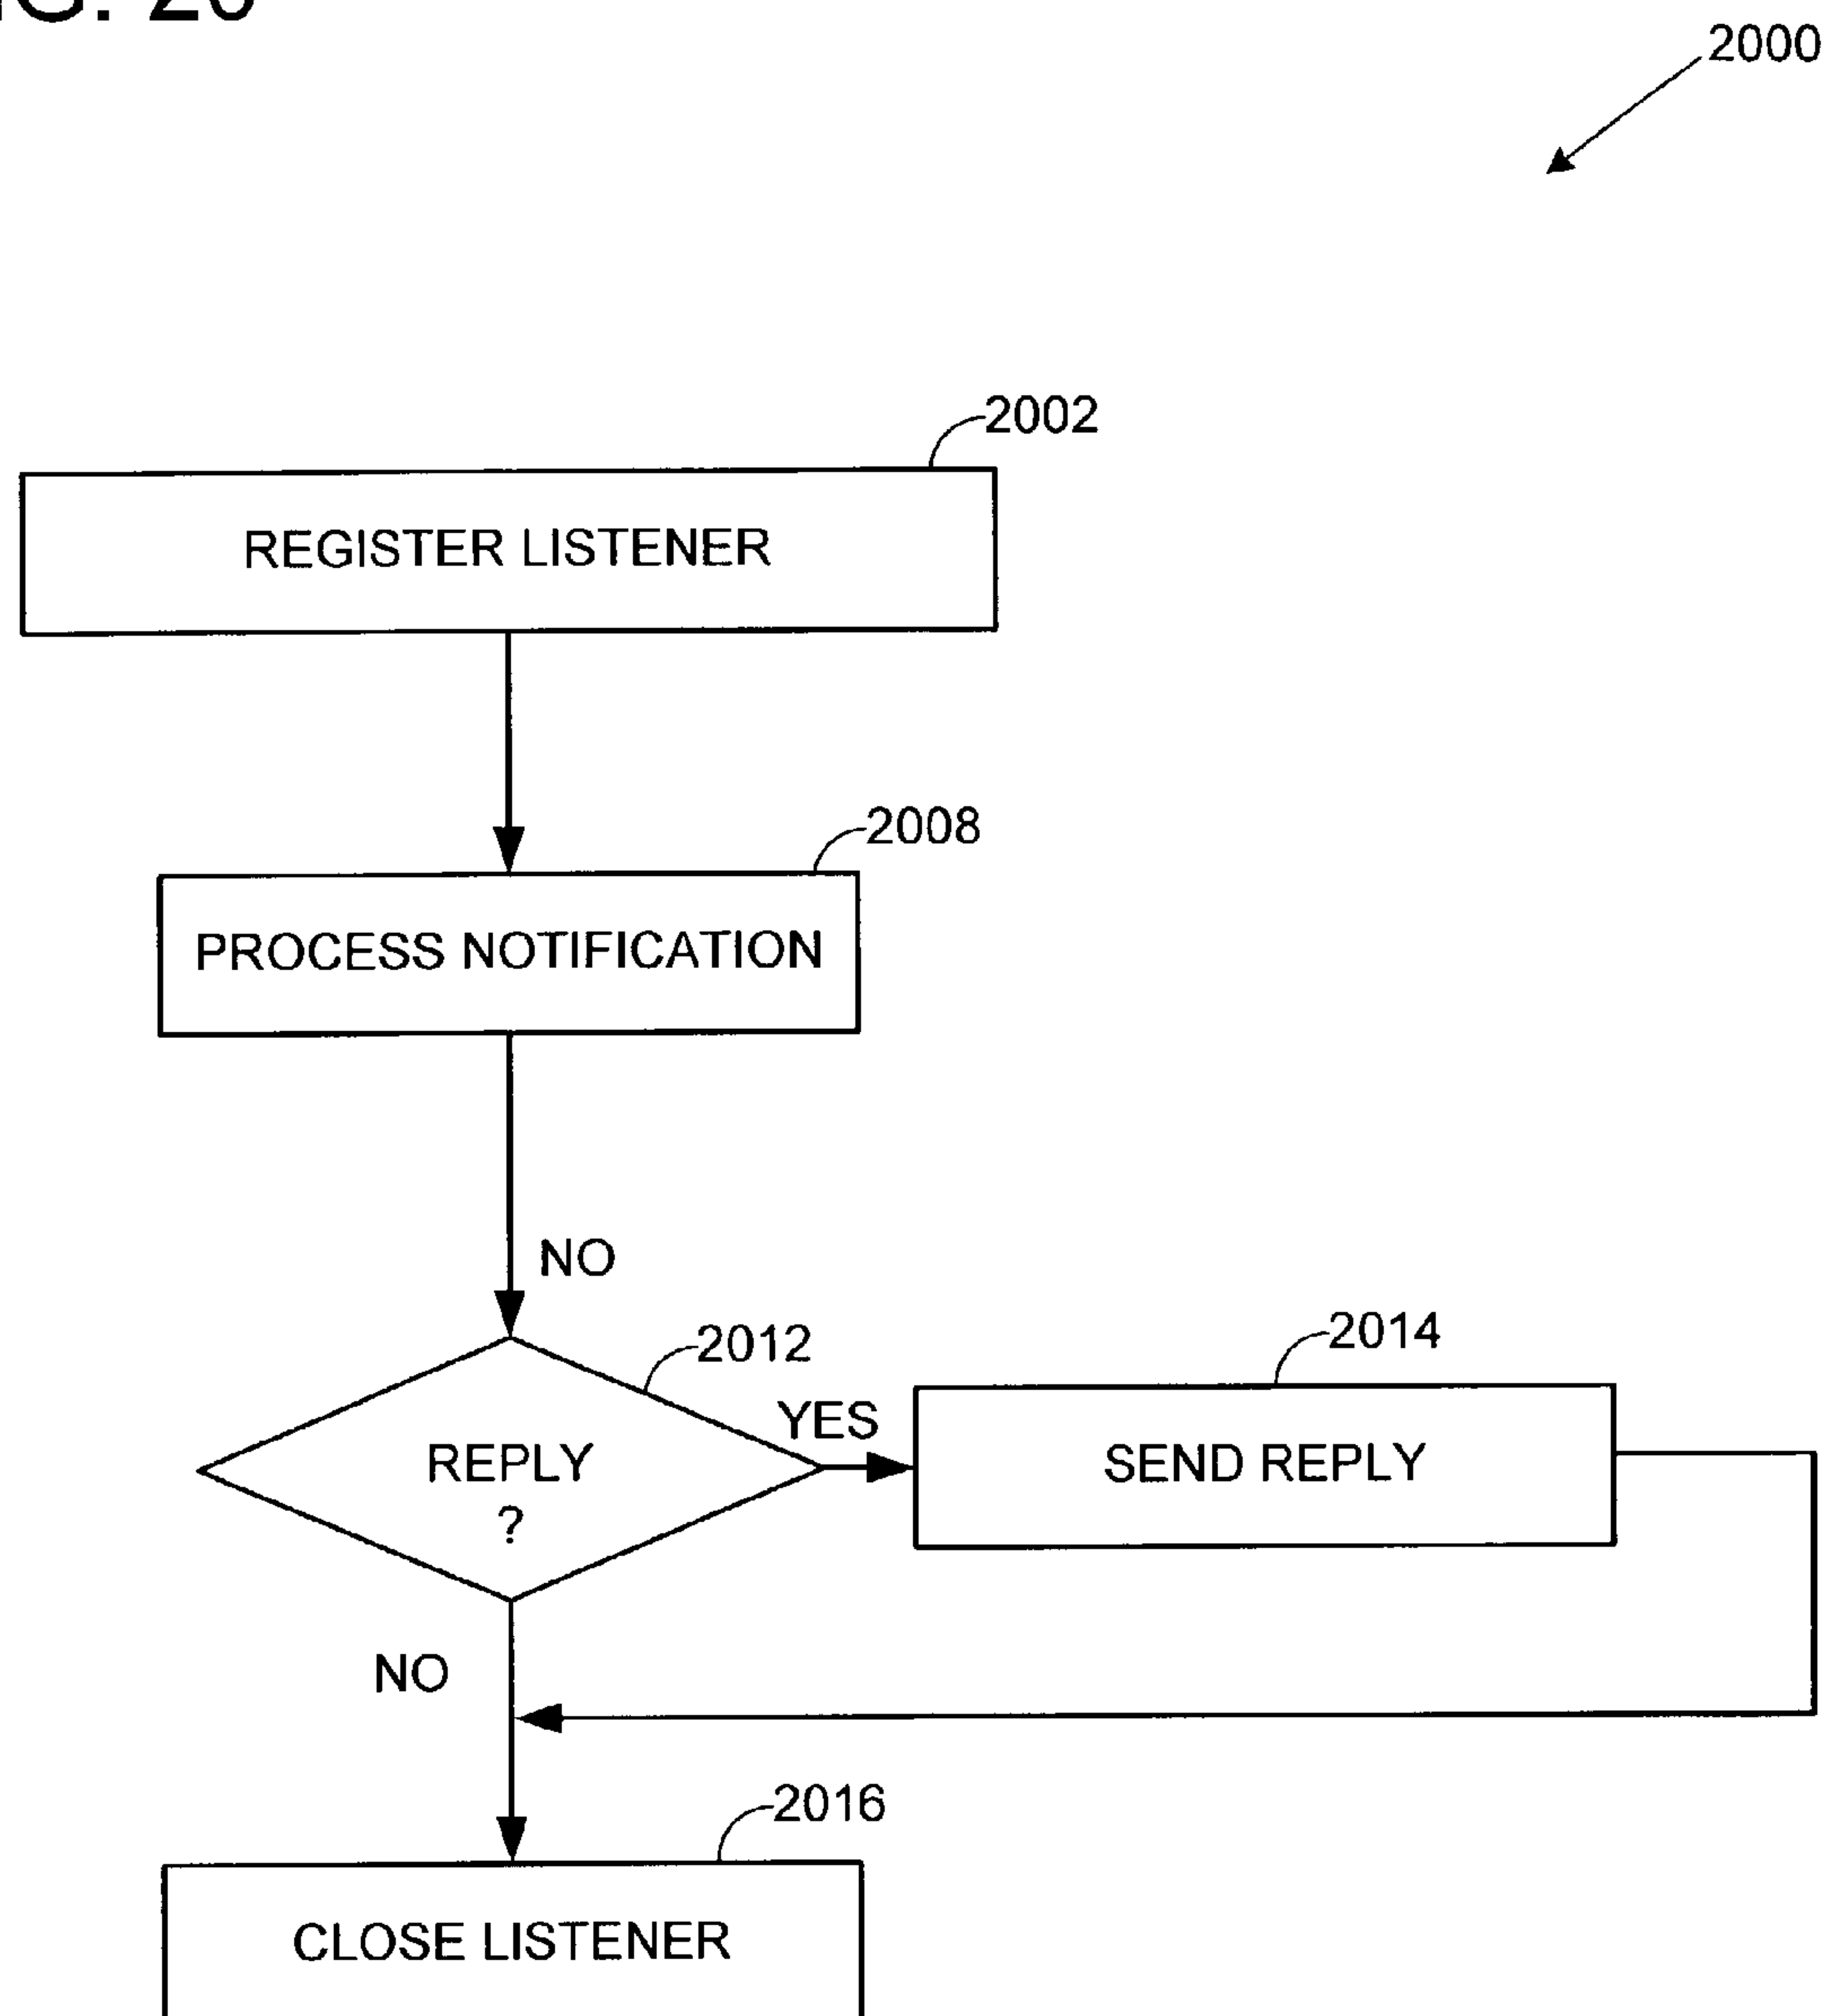 2000
2002
REGISTER LISTENER
2008
PROCESS NOTIFICATION
NO
2012
2014
YES
REPLY
?
SEND REPLY
NO
2016
CLOSE LISTENER